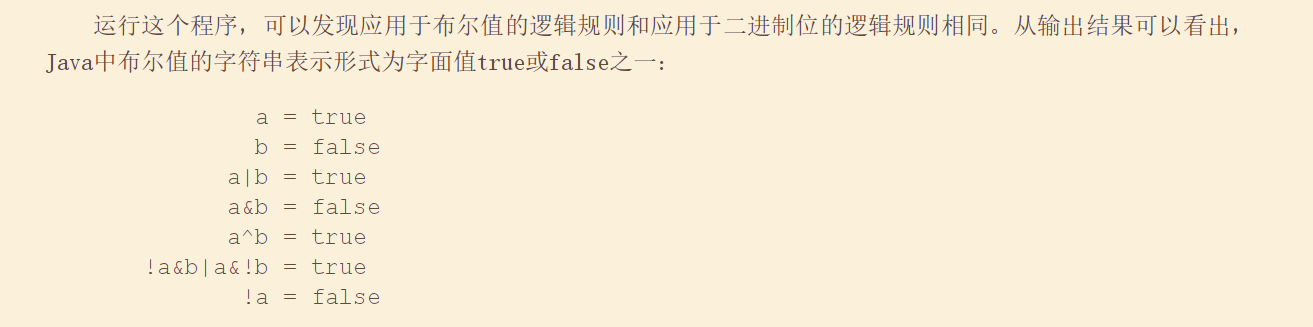 运行这个程序，可以发现应用于布尔值的逻辑规则和应用于二进制位的逻辑规则相同。从输出结果可以看出，
Java中布尔值的字符串表示形式为字面值true或false之一：
a = true
b = false
a|b = true
a&b = false
a^b = true
!a&b|a&!b = true
!a = false